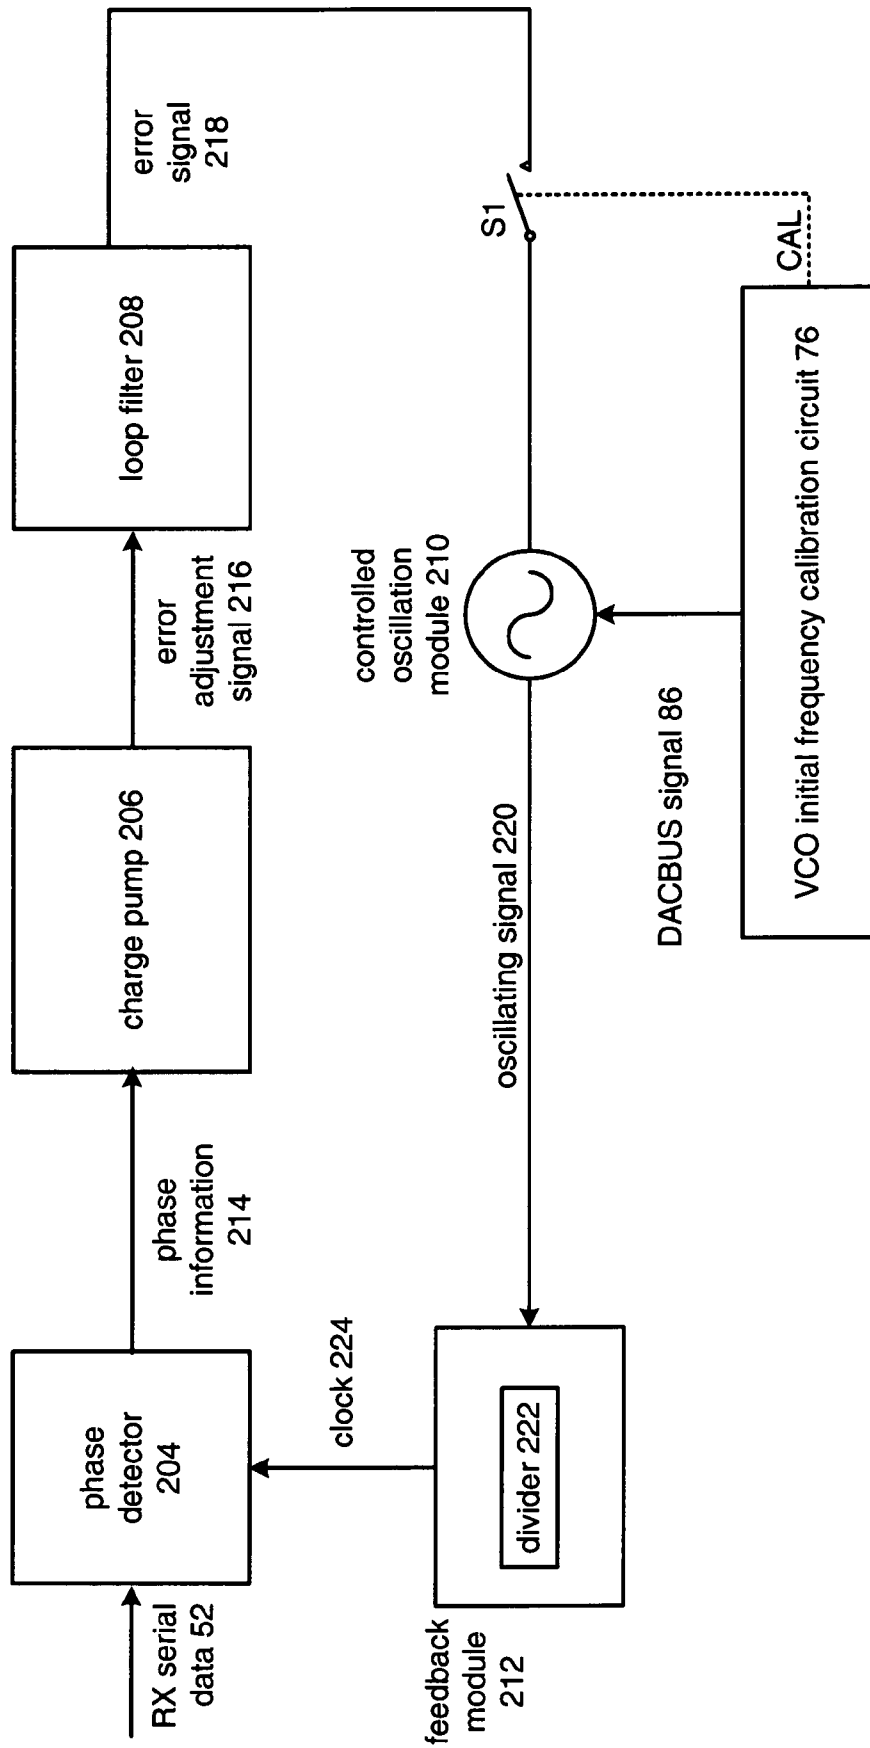 RX serial
data 52
phase
detector
204
phase
information
214
charge pump 206
error
adjustment
signal 216
loop filter 208
error
signal
218
clock 224
feedback
module
212
divider 222
oscillating signal 220
controlled
oscillation
module 210
S1
DACBUS signal 86
CAL
VCO initial frequency calibration circuit 76